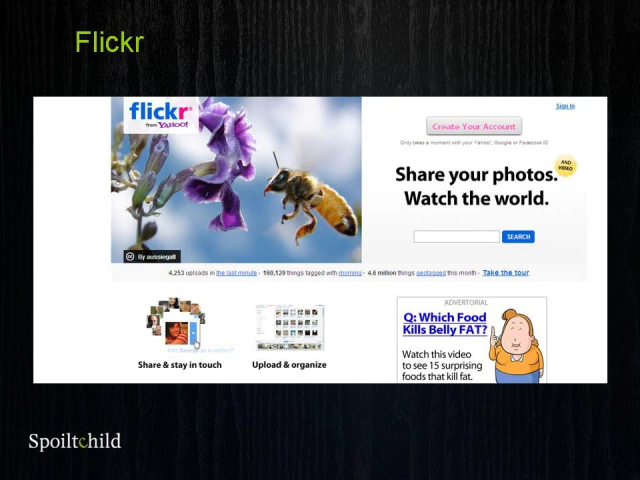 Flickr
flickr
from YAHOO!
Sign In
Create Your Account
Only takes a moment with your Yahoo!, Google or Facebook ID
AND
VIDEO
Share your photos.
Watch the world.
SEARCH
cc By aussiegall
4,253 uploads in the last minute - 160,129 things tagged with morning - 4.6 million things geotagged this month - Take the tour
ADVERTORIAL
Q: Which Food
Kills Belly FAT?
Watch this video
to see 15 surprising
foods that kill fat.
Share & stay in touch
Upload & organize
Spoiltchild